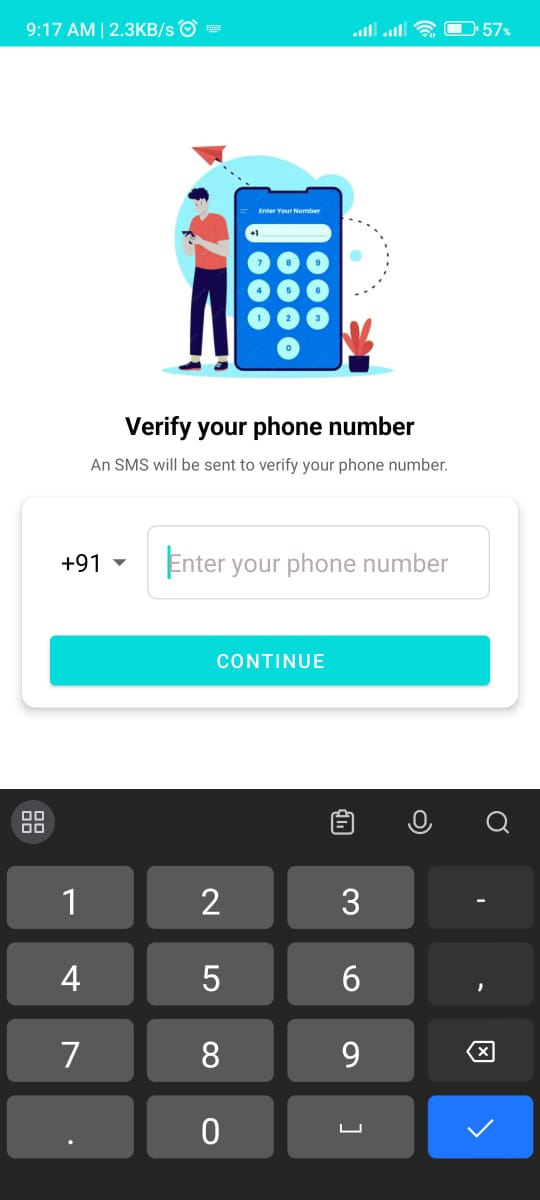 9:17 AM | 2.3KB/s 57%
Enter Your Number
+1
7 8 9
4 5 6
1 2 3
0
Verify your phone number
An SMS will be sent to verify your phone number.
+91 Enter your phone number
CONTINUE
1 2 3 -
4 5 6 ,
7 8 9
. 0